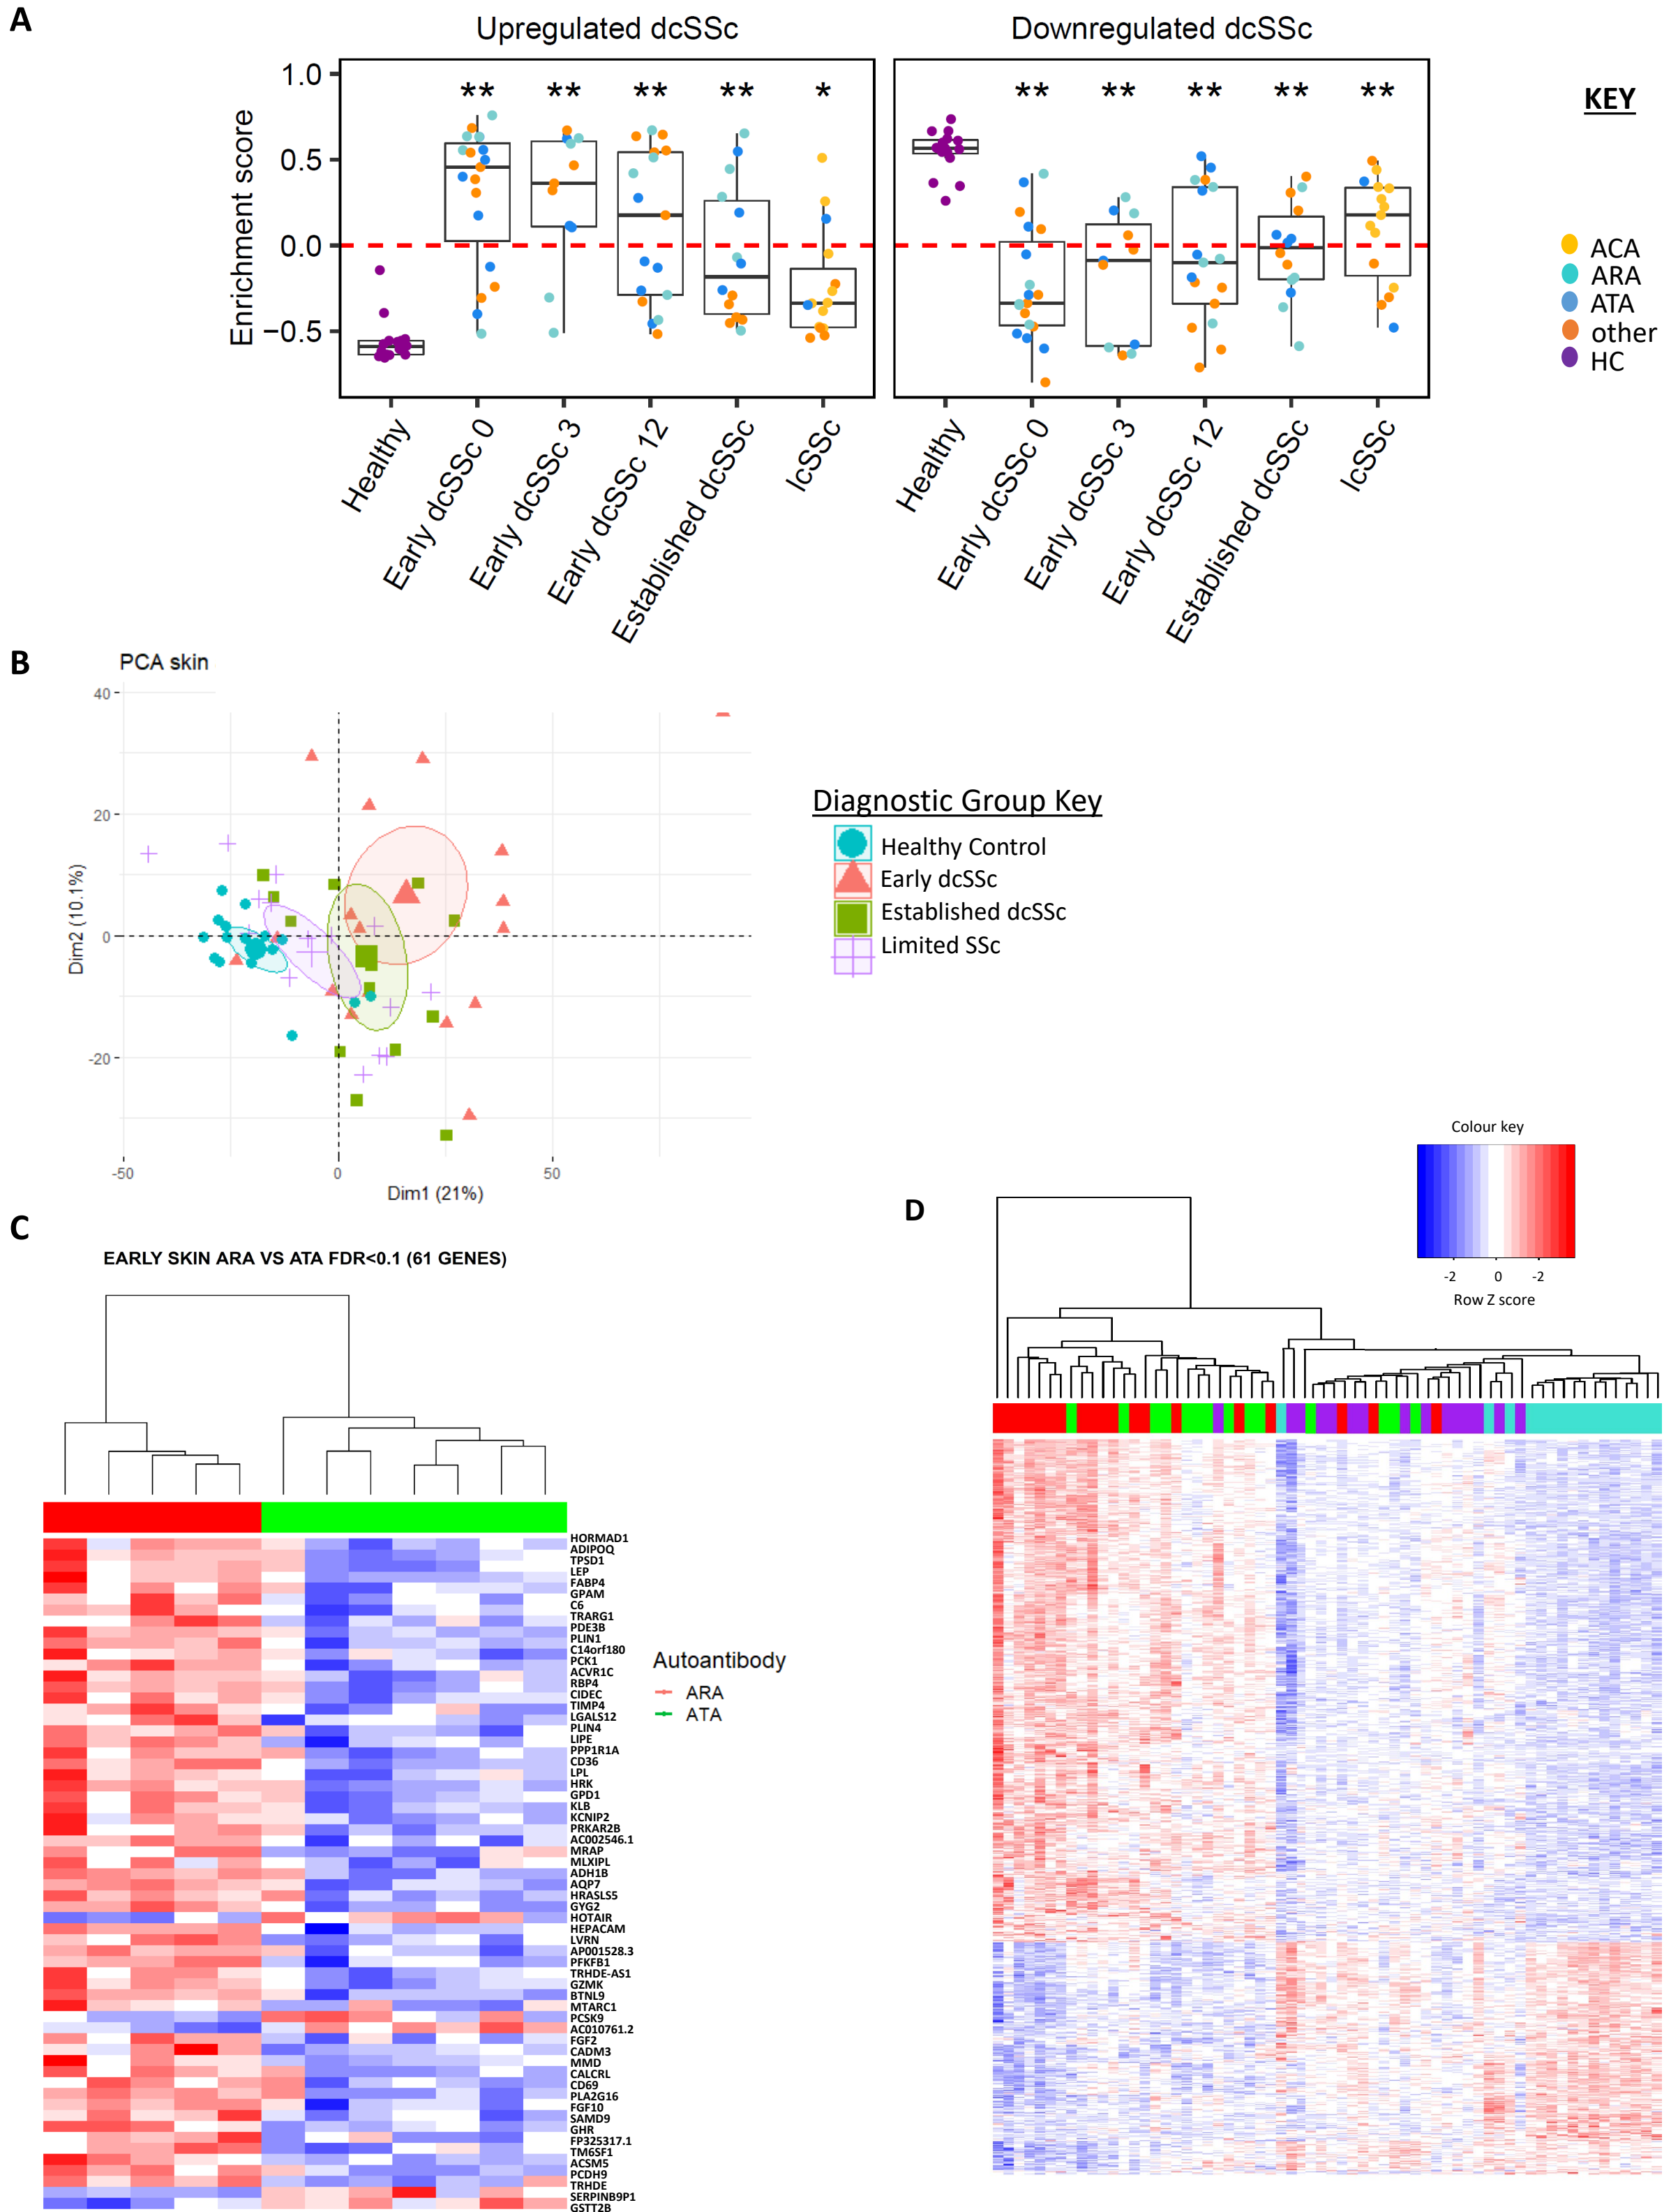 A
Upregulated dcSSc
Downregulated dcSSc
KEY
Enrichment score
1.0
0.5
0.0
−0.5
** ** ** ** *
** ** ** ** **
ACA
ARA
ATA
other
HC
Healthy
Early dcSSc 0
Early dcSSc 3
Early dcSSc 12
Established dcSSc
lcSSc
Healthy
Early dcSSc 0
Early dcSSc 3
Early dcSSc 12
Established dcSSc
lcSSc
B
PCA skin
Dim2 (10.1%)
40
20
0
-20
-50
0
50
Dim1 (21%)
Diagnostic Group Key
Healthy Control
Early dcSSc
Established dcSSc
Limited SSc
C
EARLY SKIN ARA VS ATA FDR<0.1 (61 GENES)
HORMAD1
ADIPOQ
TPSD1
LEP
FABP4
GPAM
C6
TRARG1
PDE3B
PLIN1
C14orf180
PCK1
ACVR1C
RBP4
CIDEC
TIMP4
LGALS12
PLIN4
LIPE
PPP1R1A
CD36
LPL
HRK
GPD1
KLB
KCNIP2
PRKAR2B
AC002546.1
MRAP
MLXIPL
ADH1B
AQP7
HRASLS5
GYG2
HOTAIR
HEPACAM
LVRN
AP001528.3
PFKFB1
TRHDE-AS1
GZMK
BTNL9
MTARC1
PCSK9
AC010761.2
FGF2
CADM3
MMD
CALCRL
CD69
PLA2G16
FGF10
SAMD9
GHR
FP325317.1
TM6SF1
ACSM5
PCDH9
TRHDE
SERPINB9P1
GSTT2B
Autoantibody
ARA
ATA
D
Colour key
-2 0 -2
Row Z score